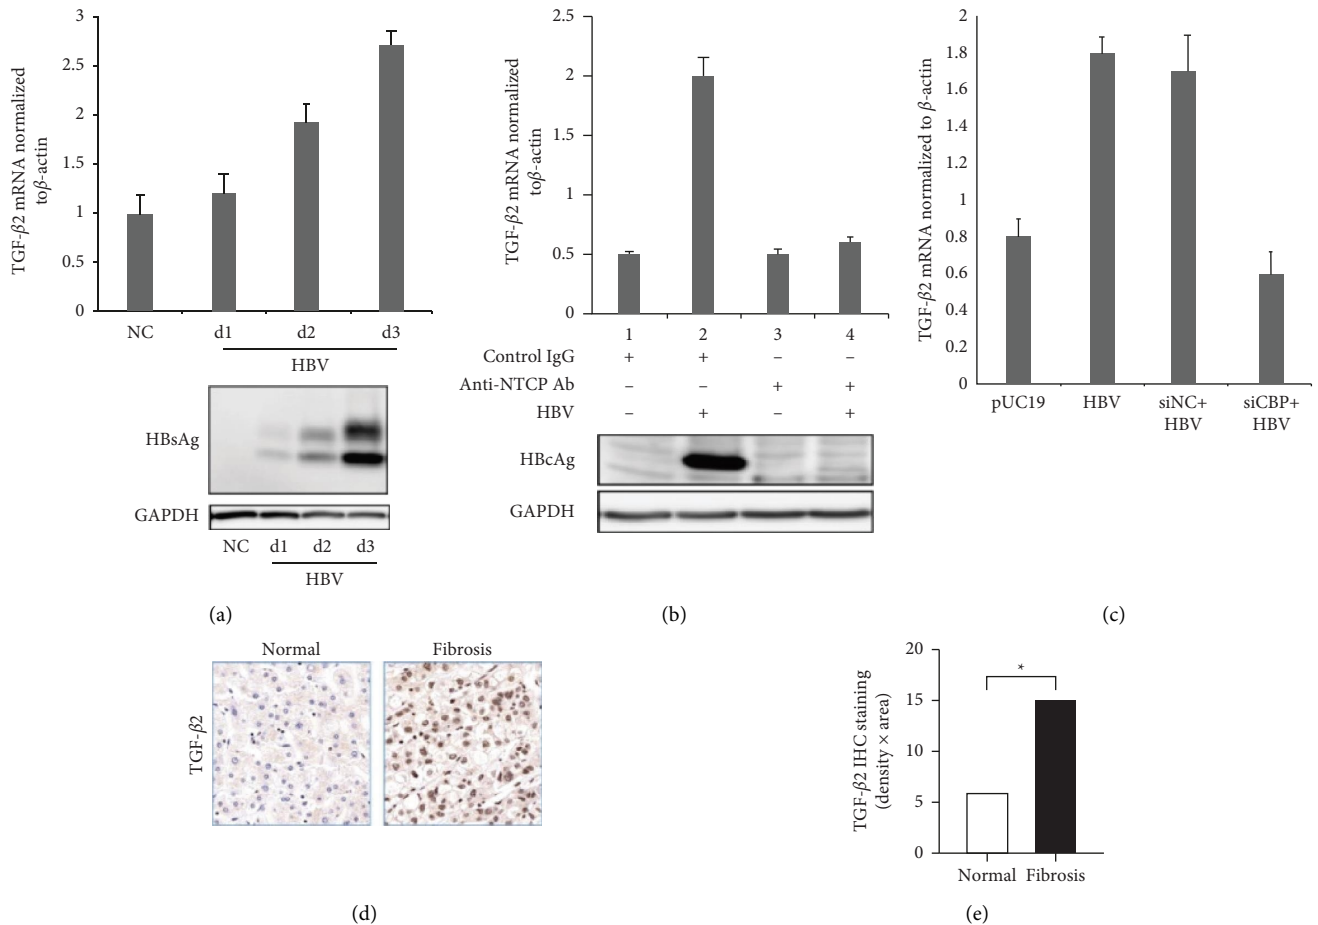 TGF-β2 mRNA normalized
toβ-actin
3
2.5
2
1.5
1
0.5
0
NC d1 d2 d3
HBV
HBsAg
GAPDH
NC d1 d2 d3
HBV
(a)
TGF-β2 mRNA normalized
toβ-actin
2.5
2
1.5
1
0.5
0
1 2 3 4
Control IgG + + – –
Anti-NTCP Ab – – + +
HBV – + – +
HBcAg
GAPDH
(b)
TGF-β2 mRNA normalized to β-actin
2
1.8
1.6
1.4
1.2
1
0.8
0.6
0.4
0.2
0
pUC19 HBV siNC+ siCBP+
HBV HBV
(c)
Normal Fibrosis
TGF-β2
(d)
TGF-β2 IHC staining
(density × area)
20
15
10
5
0
*
Normal Fibrosis
(e)